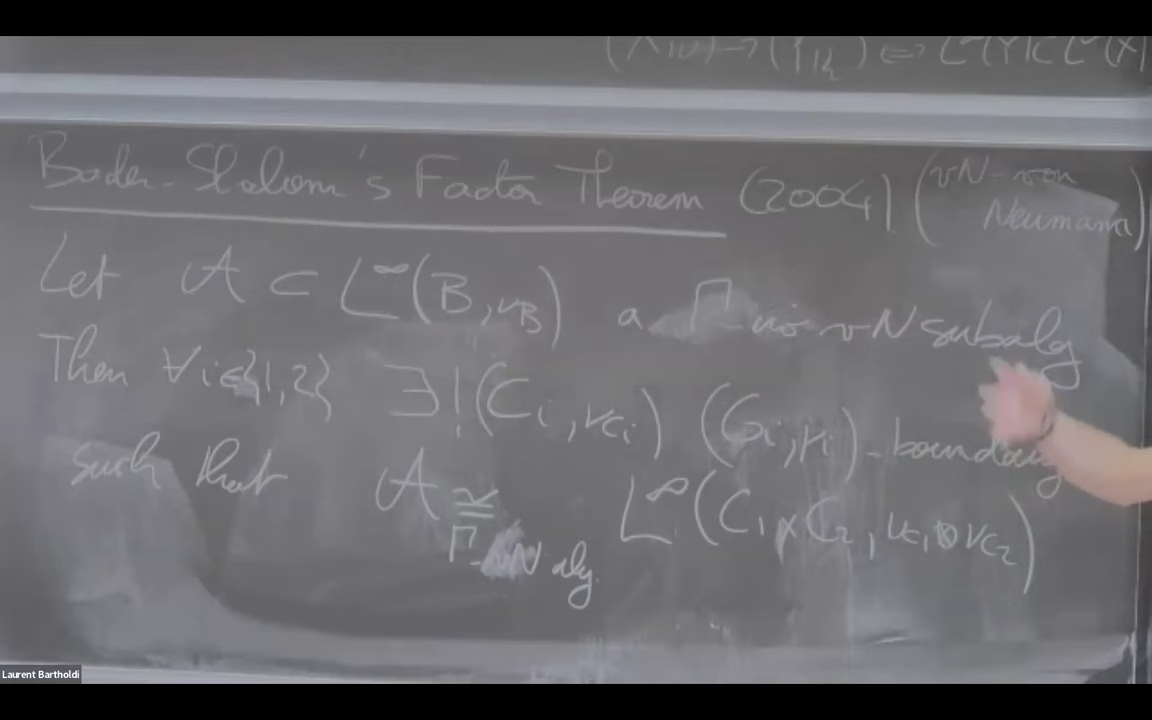 (X, ν) → (Y, η) ⇔ L^∞(Y) ⊂ L^∞(X)
Bader-Shalom's Factor Theorem (2004) (vN = von Neumann)
Let A ⊂ L^∞(B, ν_B) a Γ-inv vN subalg
Then ∀ i ∈ {1,2} ∃! (C_i, ν_{C_i}) (G_i, μ_i)-boundary
such that A ≅ L^∞(C_1 × C_2, ν_{C_1} ⊗ ν_{C_2})
Γ-vN alg.
Laurent Bartholdi